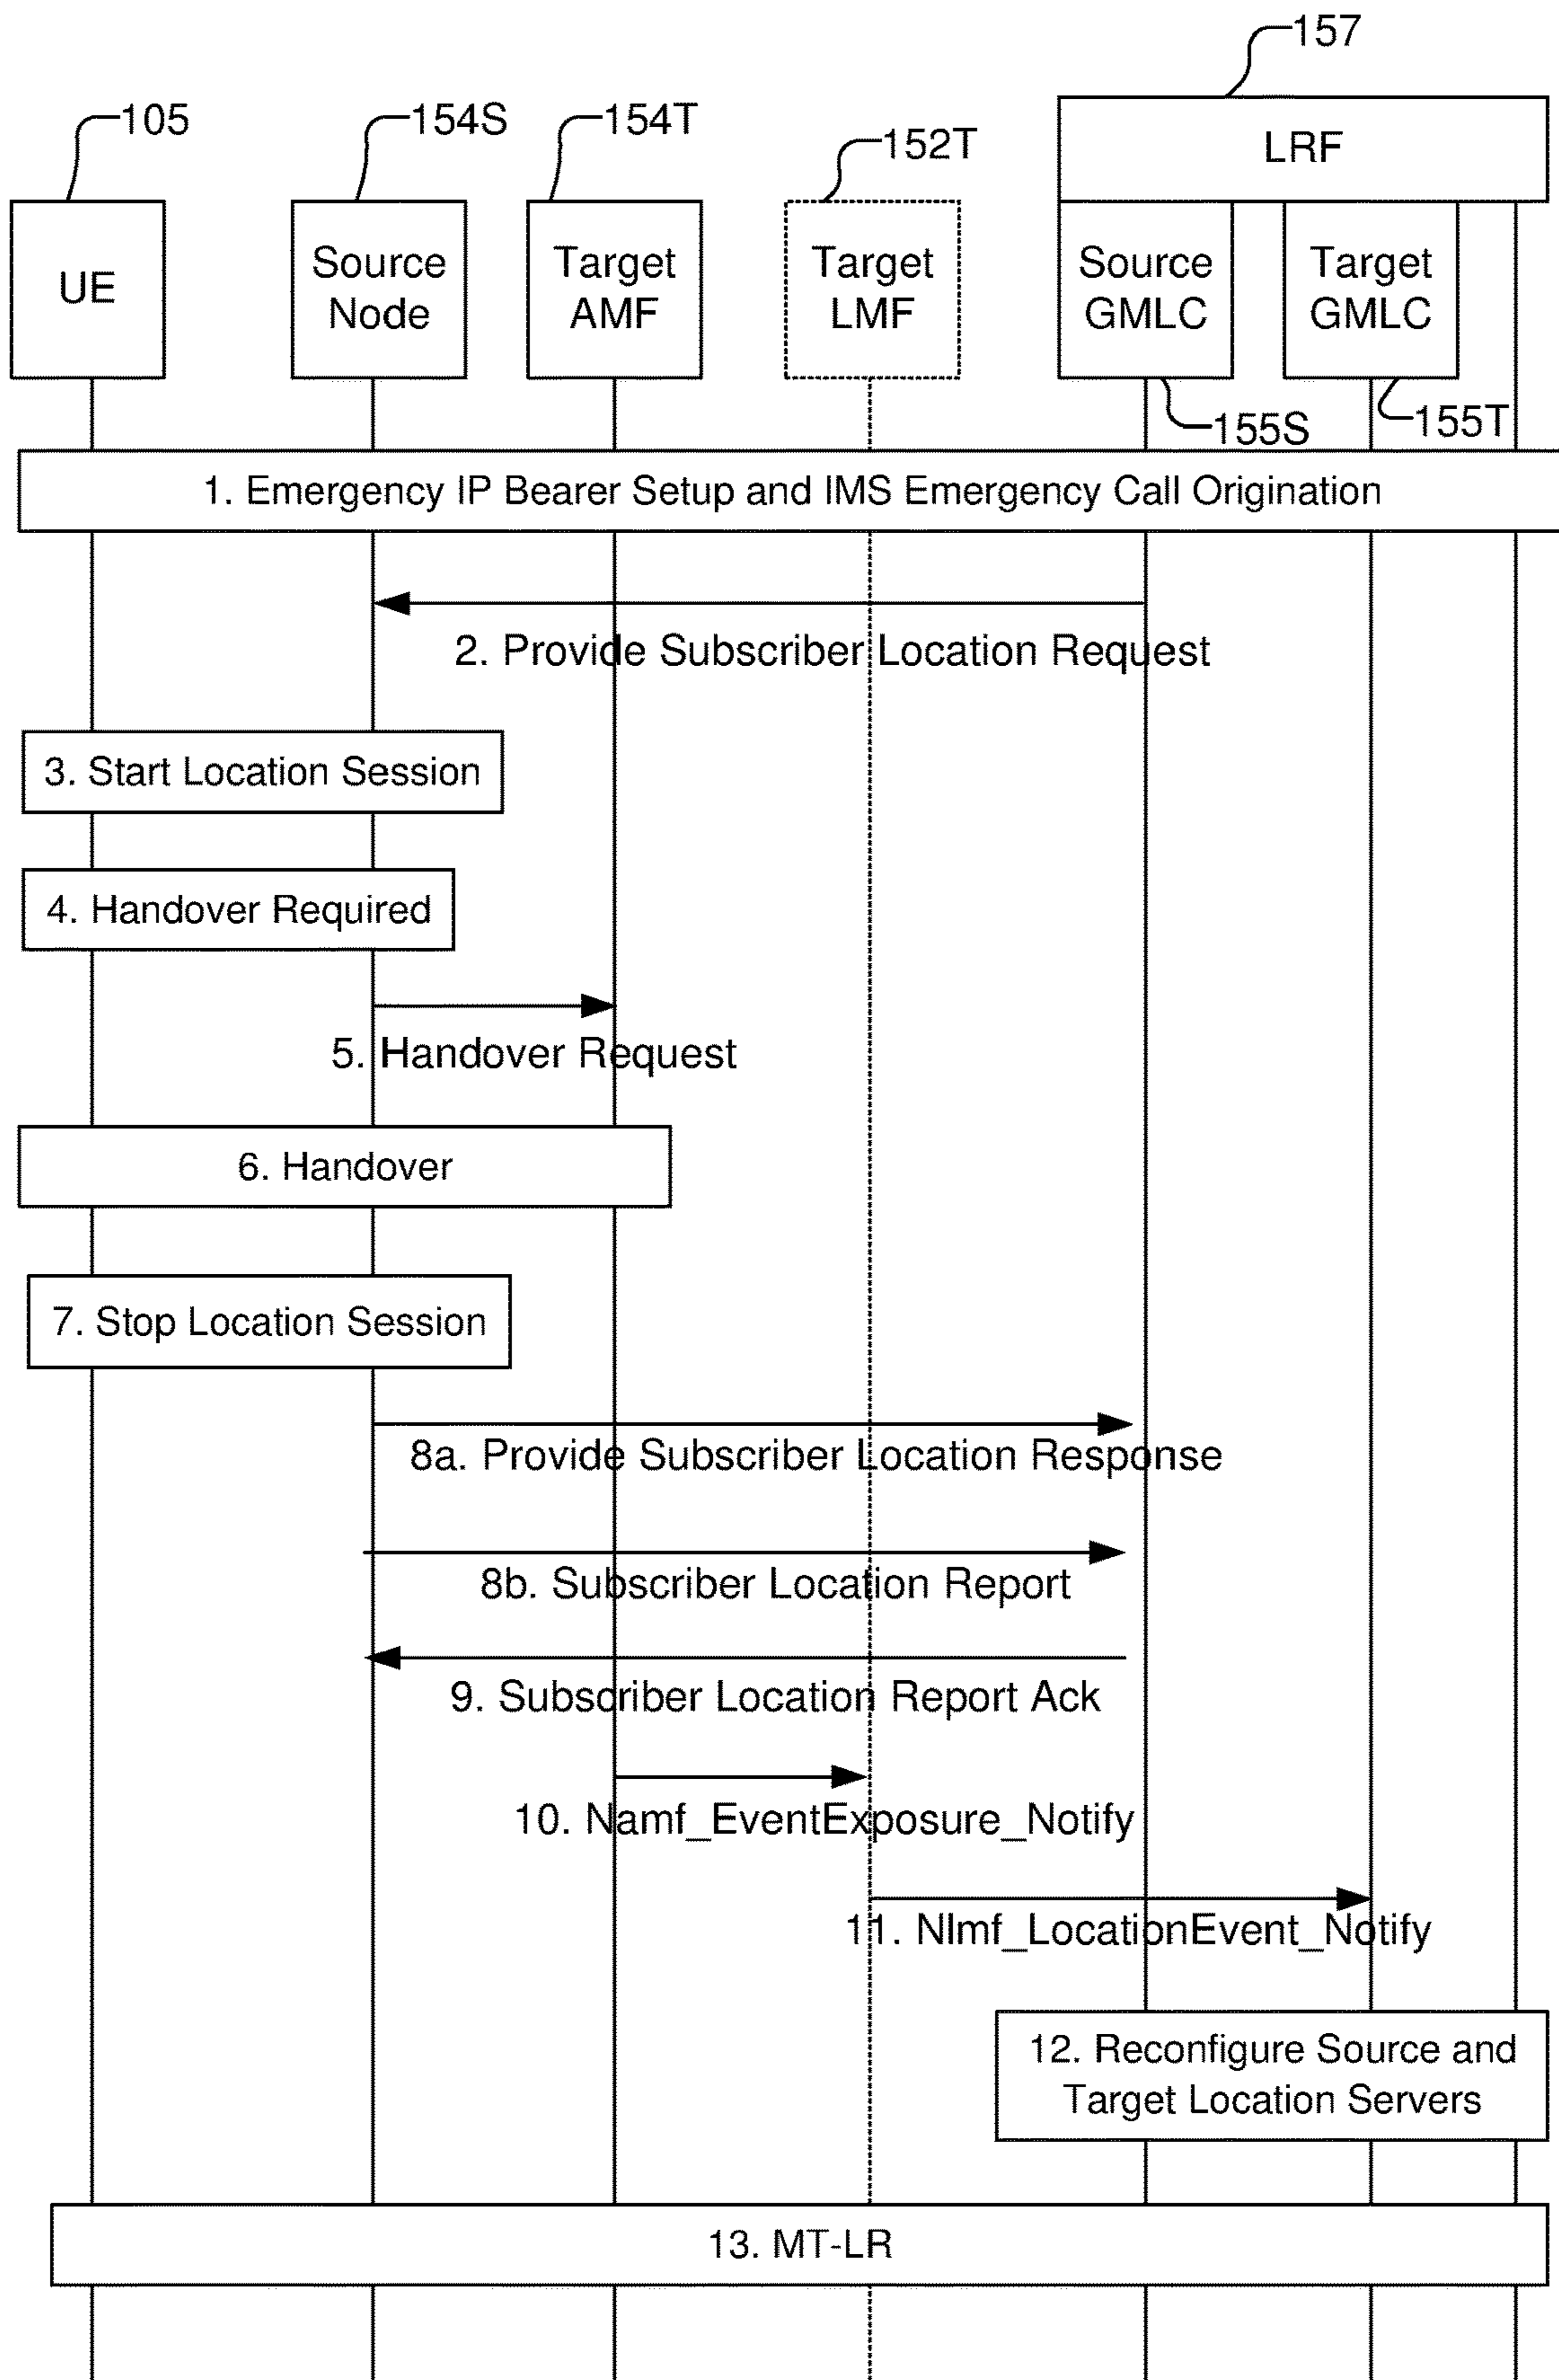 157
105
154S
154T
152T
LRF
UE
Source
Node
Target
AMF
Target
LMF
Source
GMLC
Target
GMLC
155S
155T
1. Emergency IP Bearer Setup and IMS Emergency Call Origination
2. Provide Subscriber Location Request
3. Start Location Session
4. Handover Required
5. Handover Request
6. Handover
7. Stop Location Session
8a. Provide Subscriber Location Response
8b. Subscriber Location Report
9. Subscriber Location Report Ack
10. Namf_EventExposure_Notify
11. Nlmf_LocationEvent_Notify
12. Reconfigure Source and
Target Location Servers
13. MT-LR